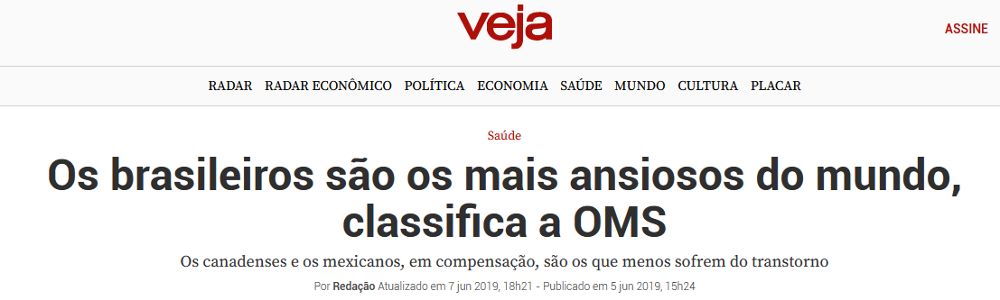 veja
ASSINE
RADAR RADAR ECONÔMICO POLÍTICA ECONOMIA SAÚDE MUNDO CULTURA PLACAR
Saúde
Os brasileiros são os mais ansiosos do mundo,
classifica a OMS
Os canadenses e os mexicanos, em compensação, são os que menos sofrem do transtorno
Por Redação Atualizado em 7 jun 2019, 18h21 - Publicado em 5 jun 2019, 15h24